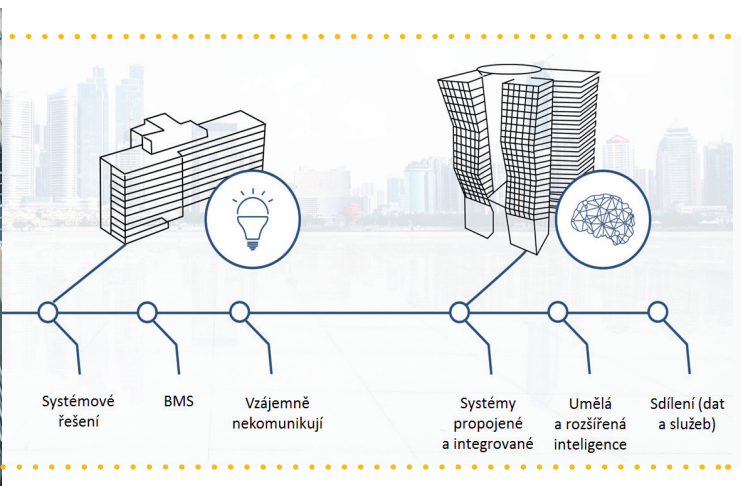 Systémové
řešení
BMS
Vzájemně
nekomunikují
Systémy
propojené
a integrované
Umělá
a rozšířená
inteligence
Sdílení (dat
a služeb)